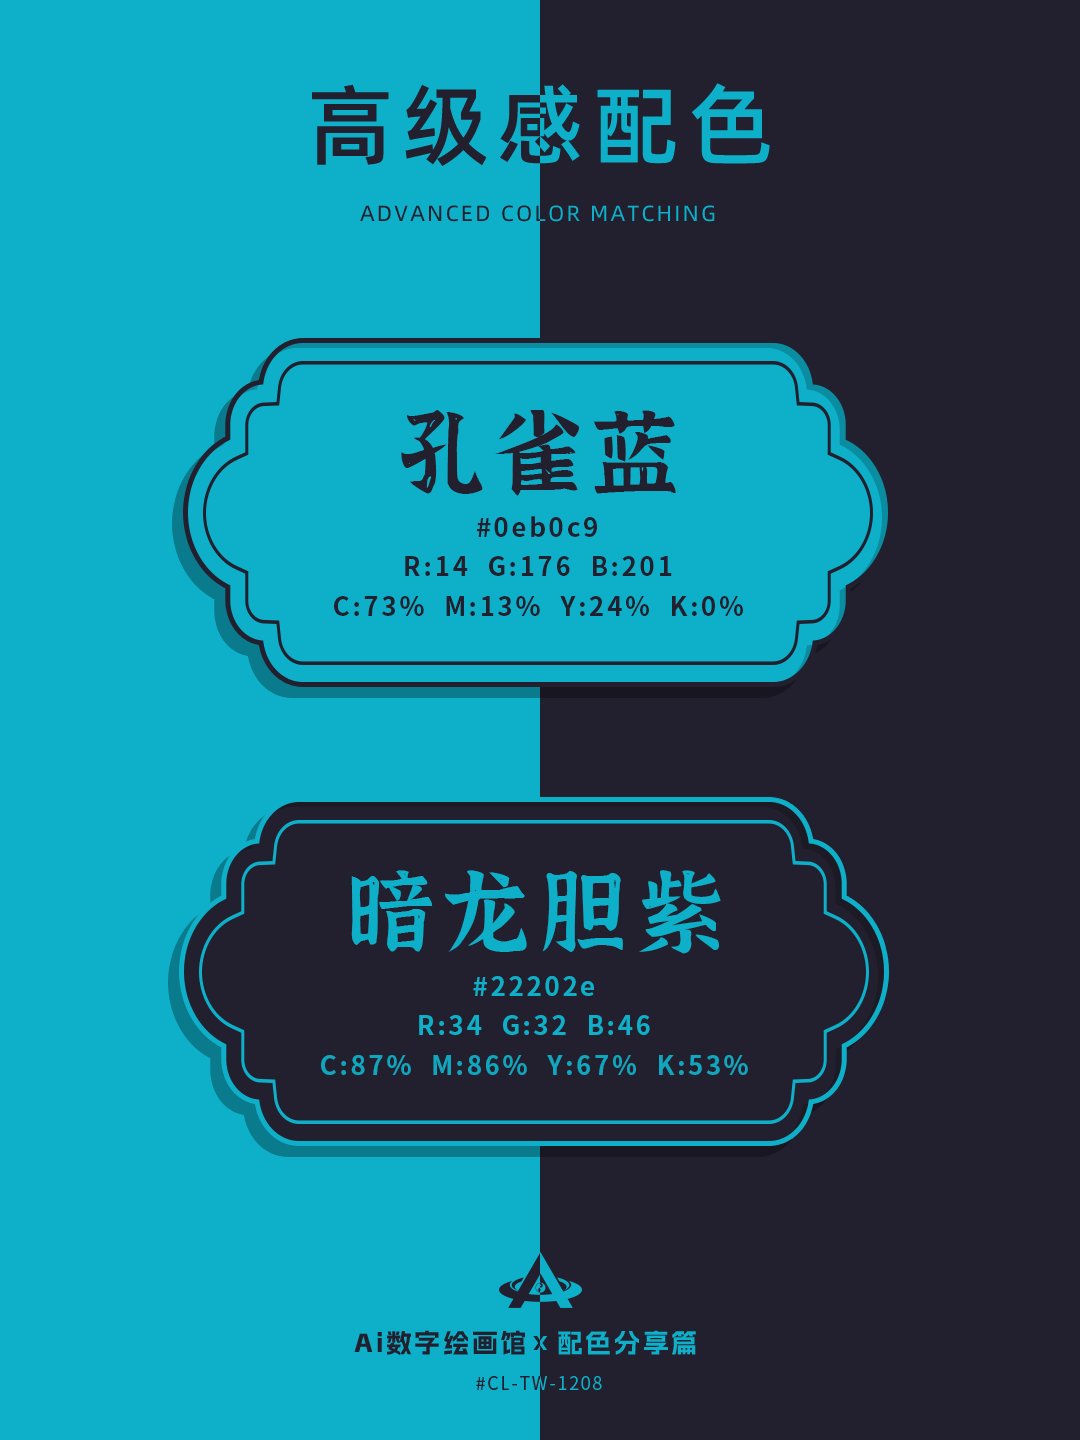 高级感配色
ADVANCED COLOR MATCHING
孔雀蓝
#0eb0c9
R:14 G:176 B:201
C:73% M:13% Y:24% K:0%
暗龙胆紫
#22202e
R:34 G:32 B:46
C:87% M:86% Y:67% K:53%
Ai数字绘画馆 x 配色分享篇
#CL-TW-1208